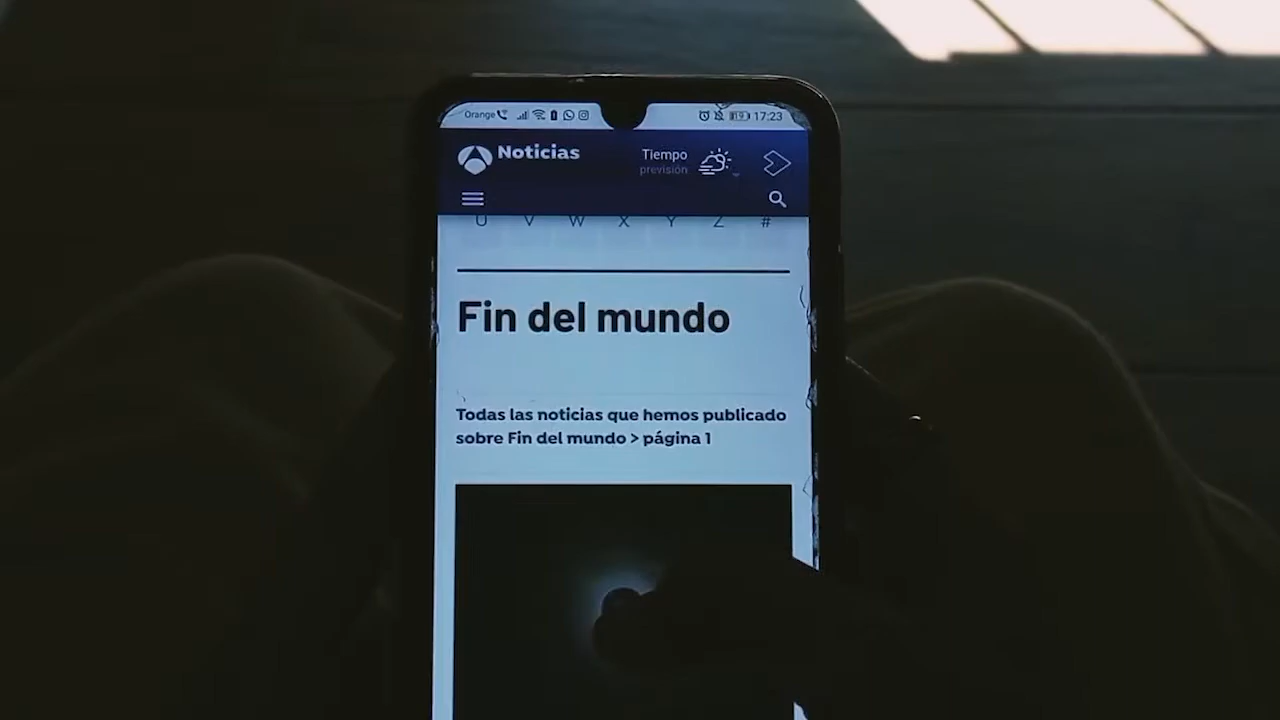 Orange 19 17:23
Noticias
Tiempo
previsión
U V W X Y Z #
Fin del mundo
Todas las noticias que hemos publicado
sobre Fin del mundo > página 1